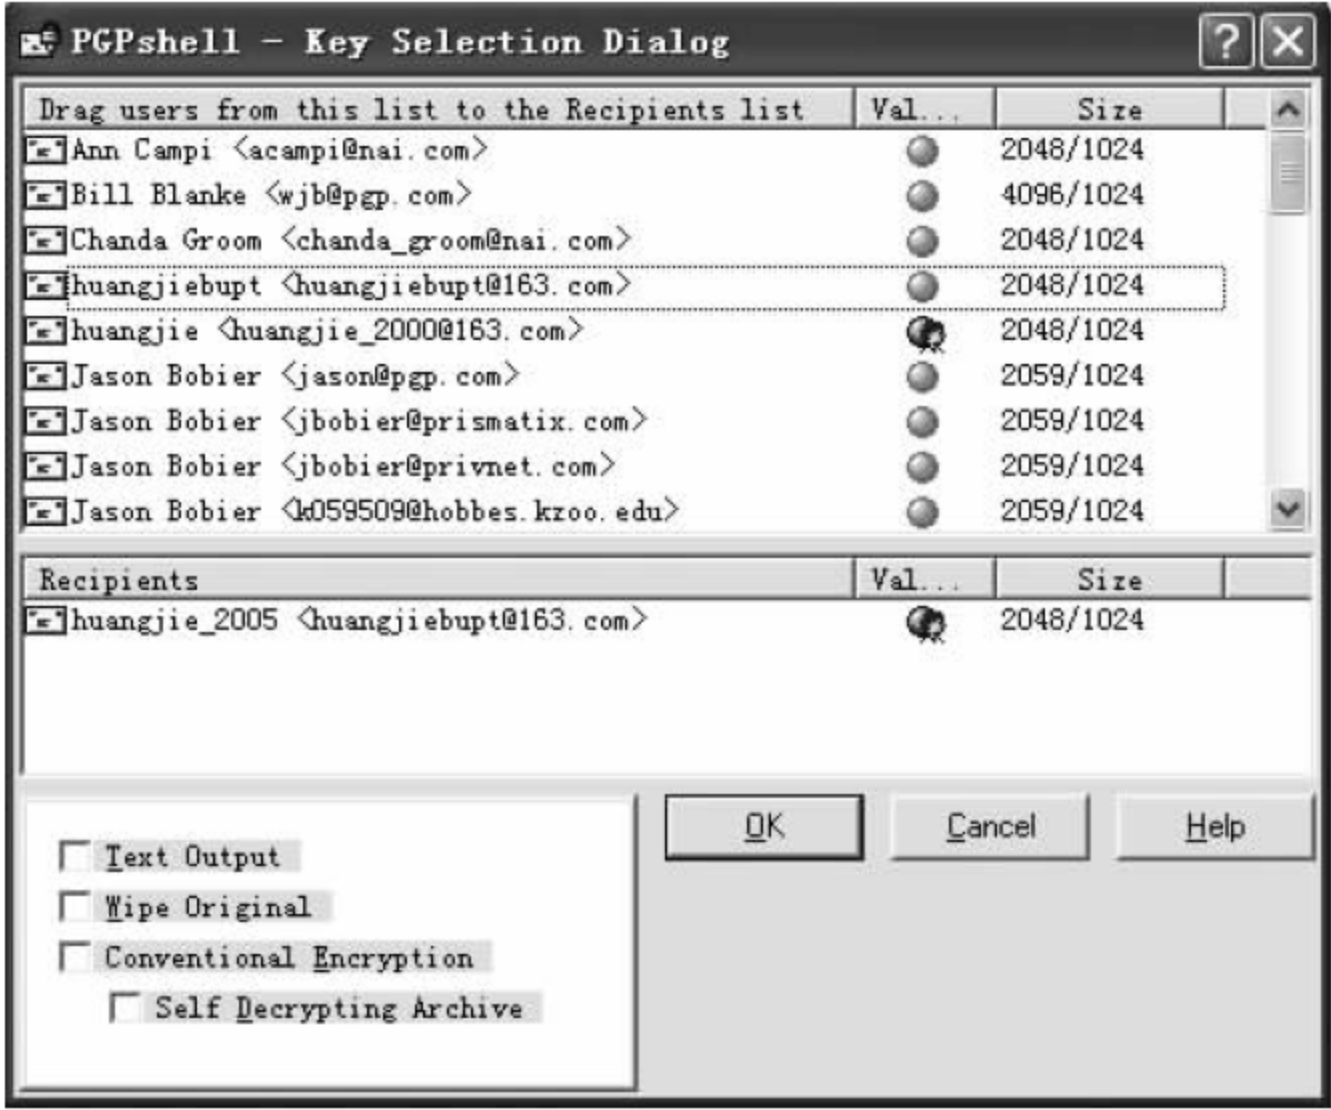 PGPshell - Key Selection Dialog
Drag users from this list to the Recipients list Val... Size
Ann Campi <acampi@nai.com> 2048/1024
Bill Blanke <wjb@pgp.com> 4096/1024
Chanda Groom <chanda_groom@nai.com> 2048/1024
huangjiebupt <huangjiebupt@163.com> 2048/1024
huangjie <huangjie_2000@163.com> 2048/1024
Jason Bobier <jason@pgp.com> 2059/1024
Jason Bobier <jbobier@prismatix.com> 2059/1024
Jason Bobier <jbobier@privnet.com> 2059/1024
Jason Bobier <k059509@hobbes.kzoo.edu> 2059/1024
Recipients Val... Size
huangjie_2005 <huangjiebupt@163.com> 2048/1024
OK Cancel Help
Text Output
Wipe Original
Conventional Encryption
Self Decrypting Archive